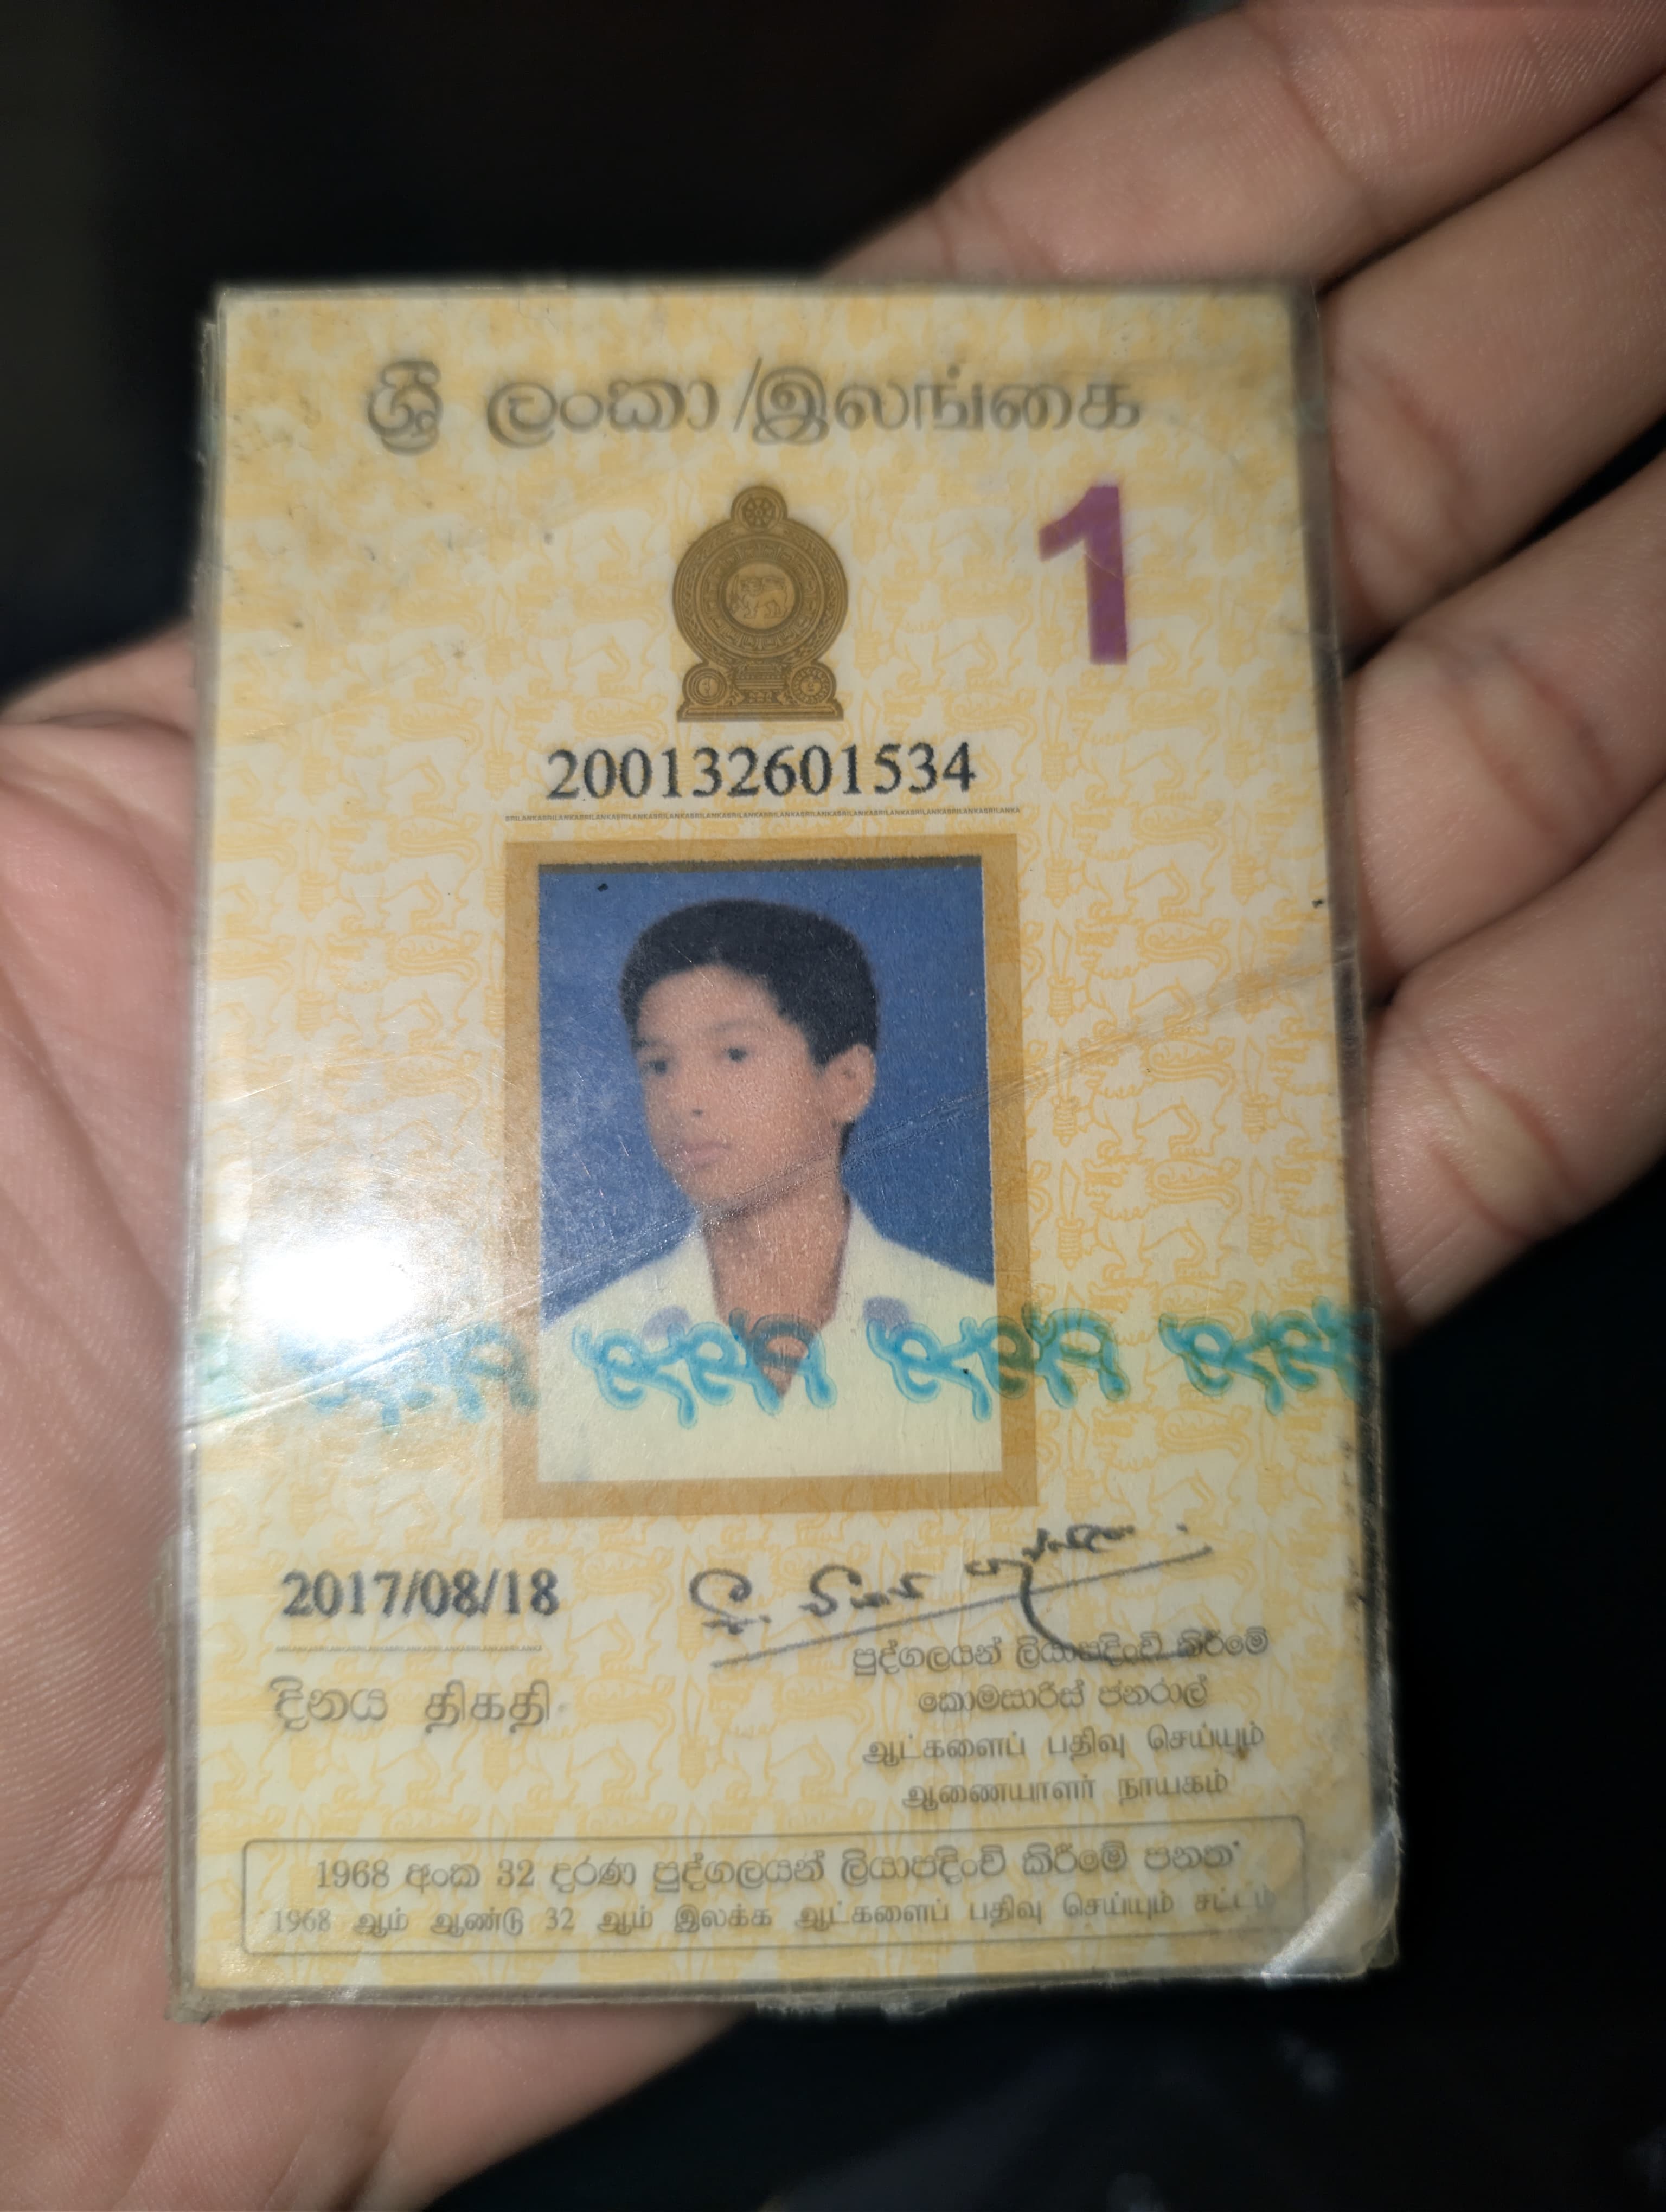 ශ්‍රී ලංකා/இலங்கை
1
200132601534
2017/08/18
දිනය திகதி
පුද්ගලයන් ලියාපදිංචි කිරීමේ
කොමසාරිස් ජනරාල්
ஆட்களைப் பதிவு செய்யும்
ஆணையாளர் நாயகம்
1968 අංක 32 දරණ පුද්ගලයන් ලියාපදිංචි කිරීමේ පනත
1968 ஆம் ஆண்டு 32 ஆம் இலக்க ஆட்களைப் பதிவு செய்யும் சட்டம்